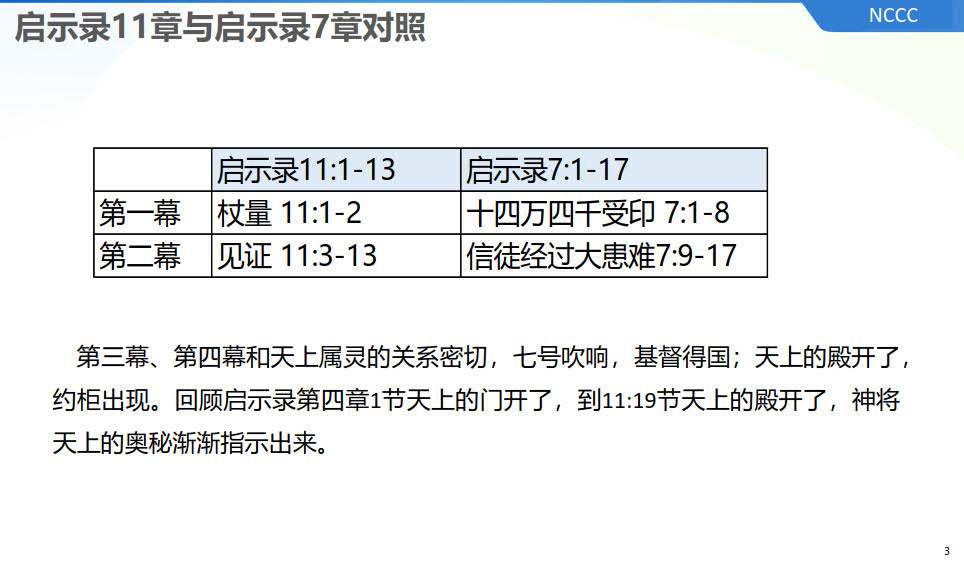 NCCC
启示录11章与启示录7章对照
启示录11:1-13 启示录7:1-17
第一幕 杖量 11:1-2 十四万四千受印 7:1-8
第二幕 见证 11:3-13 信徒经过大患难7:9-17
第三幕、第四幕和天上属灵的关系密切，七号吹响，基督得国；天上的殿开了，
约柜出现。回顾启示录第四章1节天上的门开了，到11:19节天上的殿开了，神将
天上的奥秘渐渐指示出来。
3